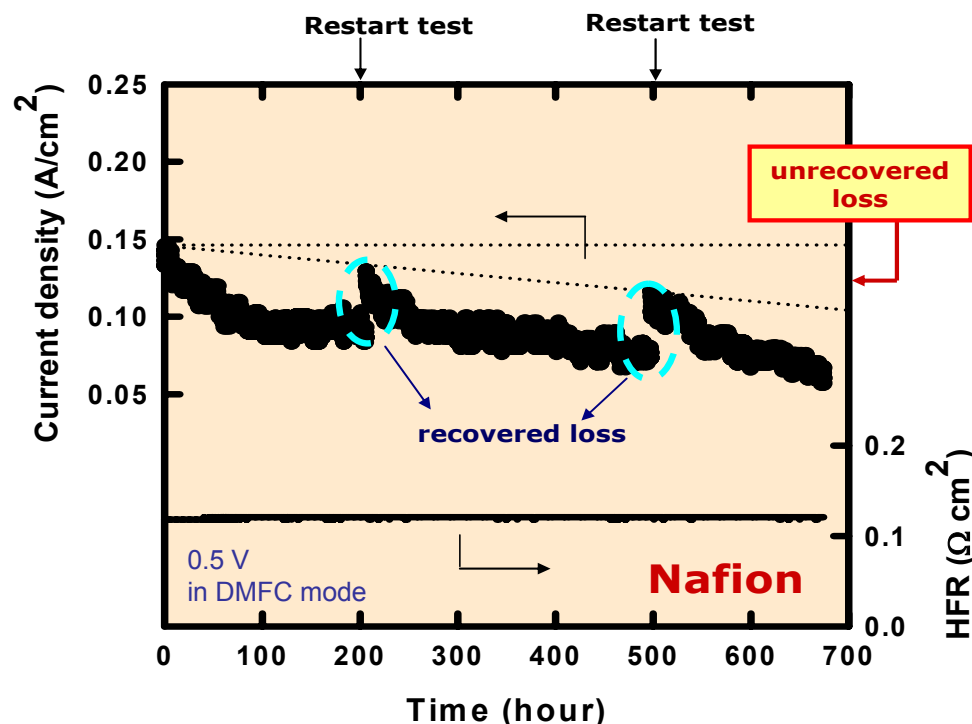 Restart test
Restart test
Current density (A/cm2)
0.25
0.20
0.15
0.10
0.05
unrecovered
loss
recovered loss
0.2
0.1
0.0
HFR (Ω cm2)
0.5 V
in DMFC mode
Nafion
0 100 200 300 400 500 600 700
Time (hour)